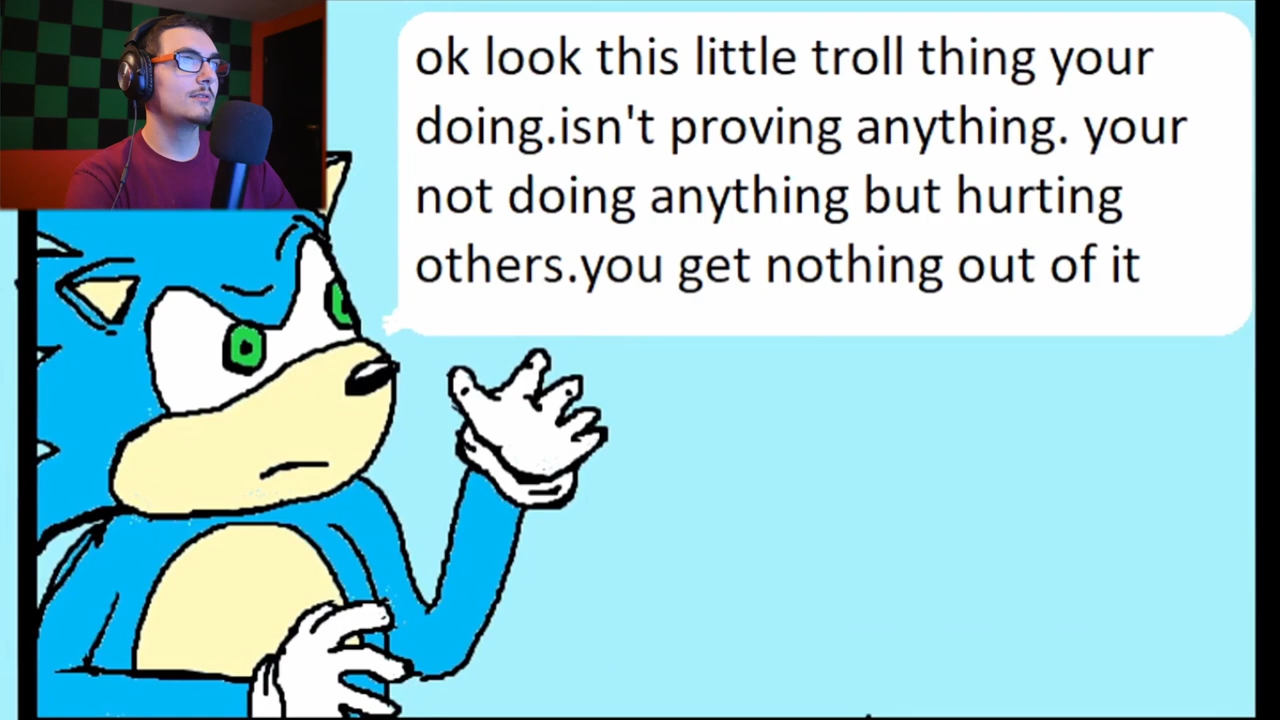 ok look this little troll thing your
doing.isn't proving anything. your
not doing anything but hurting
others.you get nothing out of it